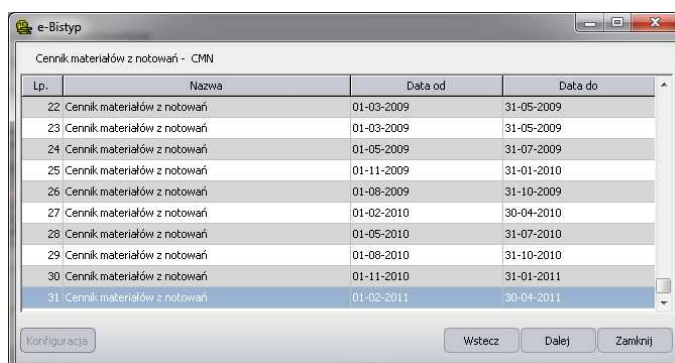 e-Bistyp
Cennik materiałów z notowań - CMN
Lp. Nazwa Data od Data do
22 Cennik materiałów z notowań 01-03-2009 31-05-2009
23 Cennik materiałów z notowań 01-03-2009 31-05-2009
24 Cennik materiałów z notowań 01-05-2009 31-07-2009
25 Cennik materiałów z notowań 01-11-2009 31-01-2010
26 Cennik materiałów z notowań 01-08-2009 31-10-2009
27 Cennik materiałów z notowań 01-02-2010 30-04-2010
28 Cennik materiałów z notowań 01-05-2010 31-07-2010
29 Cennik materiałów z notowań 01-08-2010 31-10-2010
30 Cennik materiałów z notowań 01-11-2010 31-01-2011
31 Cennik materiałów z notowań 01-02-2011 30-04-2011
Konfiguracja Wstecz Dalej Zamknij